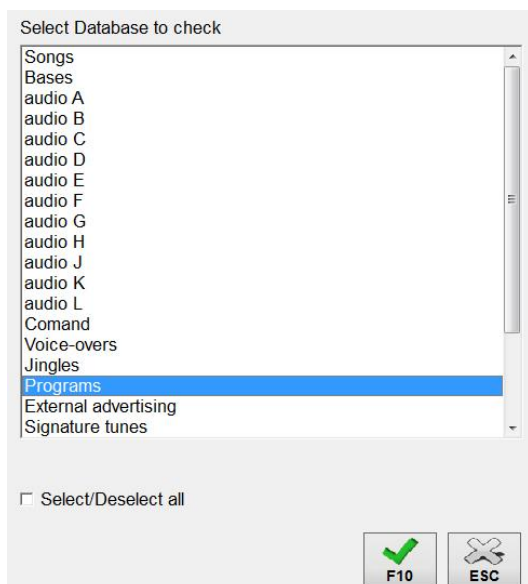 Select Database to check
Songs
Bases
audio A
audio B
audio C
audio D
audio E
audio F
audio G
audio H
audio J
audio K
audio L
Comand
Voice-overs
Jingles
Programs
External advertising
Signature tunes
Select/Deselect all
F10
ESC